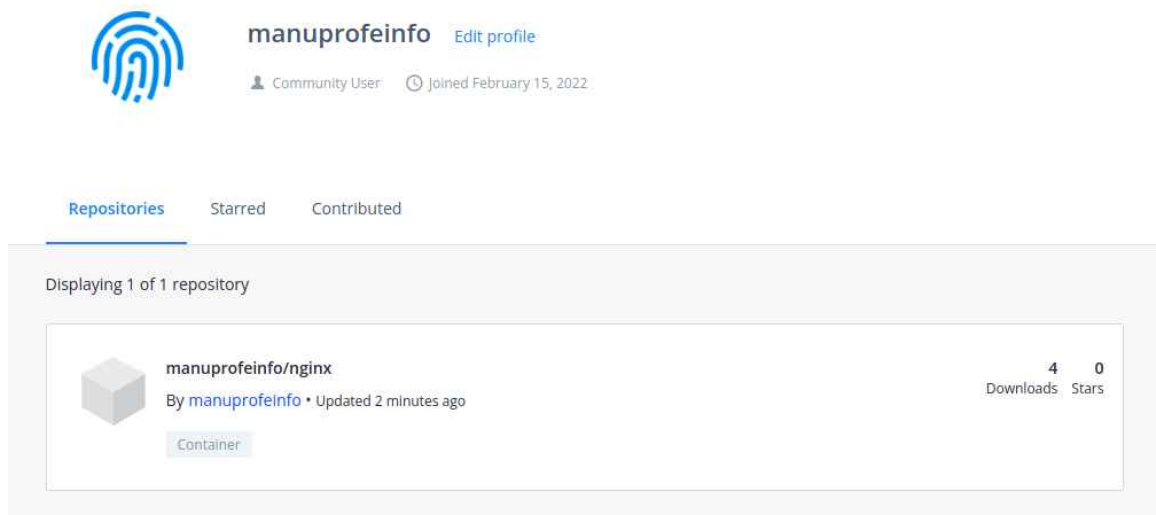 manuprofeinfo Edit profile
Community User Joined February 15, 2022
Repositories Starred Contributed
Displaying 1 of 1 repository
manuprofeinfo/nginx 4 0
Downloads Stars
By manuprofeinfo • Updated 2 minutes ago
Container